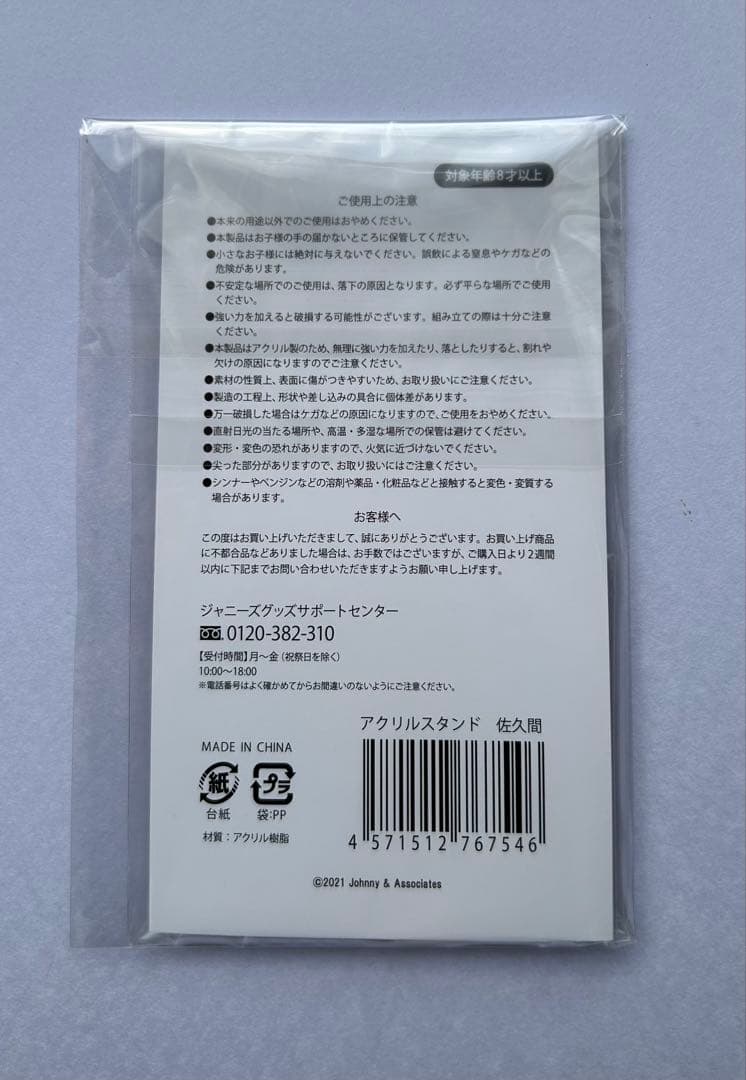 対象年齢8才以上
ご使用上の注意
●本来の用途以外でのご使用はおやめください。
●本製品はお子様の手の届かないところに保管してください。
●小さなお子様には絶対に与えないでください。誤飲による窒息やケガなどの
危険があります。
●不安定な場所でのご使用は、落下の原因となります。必ず平らな場所でご使用
ください。
●強い力を加えると破損する可能性がございます。組み立ての際は十分ご注意
ください。
●本製品はアクリル製のため、無理に強い力を加えたり、落としたりすると、割れや
欠けの原因になりますのでご注意ください。
●素材の性質上、表面に傷がつきやすいため、お取り扱いにご注意ください。
●製造の工程上、形状や差し込みの具合に個体差があります。
●万一破損した場合はケガなどの原因になりますので、ご使用をおやめください。
●直射日光の当たる場所や、高温・多湿な場所での保管は避けてください。
●変形・変色の恐れがありますので、火気に近づけないでください。
●尖った部分がありますので、お取り扱いにはご注意ください。
●シンナーやベンジンなどの溶剤や薬品・化粧品などと接触すると変色・変質する
場合があります。
お客様へ
この度はお買い上げいただきまして、誠にありがとうございます。お買い上げ商品
に不都合品などありました場合は、お手数ではございますが、ご購入日より2週間
以内に下記までお問い合わせいただきますようお願い申し上げます。
ジャニーズグッズサポートセンター
0120-382-310
【受付時間】月〜金（祝祭日を除く）
10:00〜18:00
※電話番号はよく確かめてからお間違いのないようにご注意ください。
アクリルスタンド 佐久間
MADE IN CHINA
紙 プラ
台紙 袋:PP
材質：アクリル樹脂
4 571512 767546
©2021 Johnny & Associates